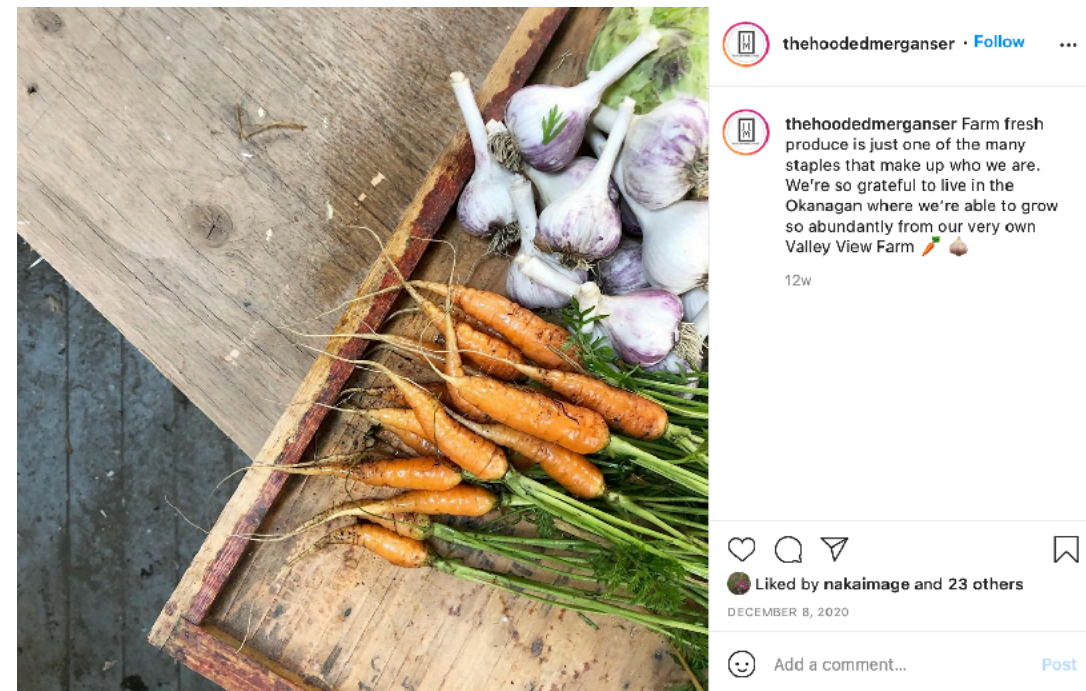 thehoodedmerganser · Follow
thehoodedmerganser Farm fresh
produce is just one of the many
staples that make up who we are.
We're so grateful to live in the
Okanagan where we're able to grow
so abundantly from our very own
Valley View Farm 🥕 🧄
12w
Liked by nakaimage and 23 others
DECEMBER 8, 2020
Add a comment... Post